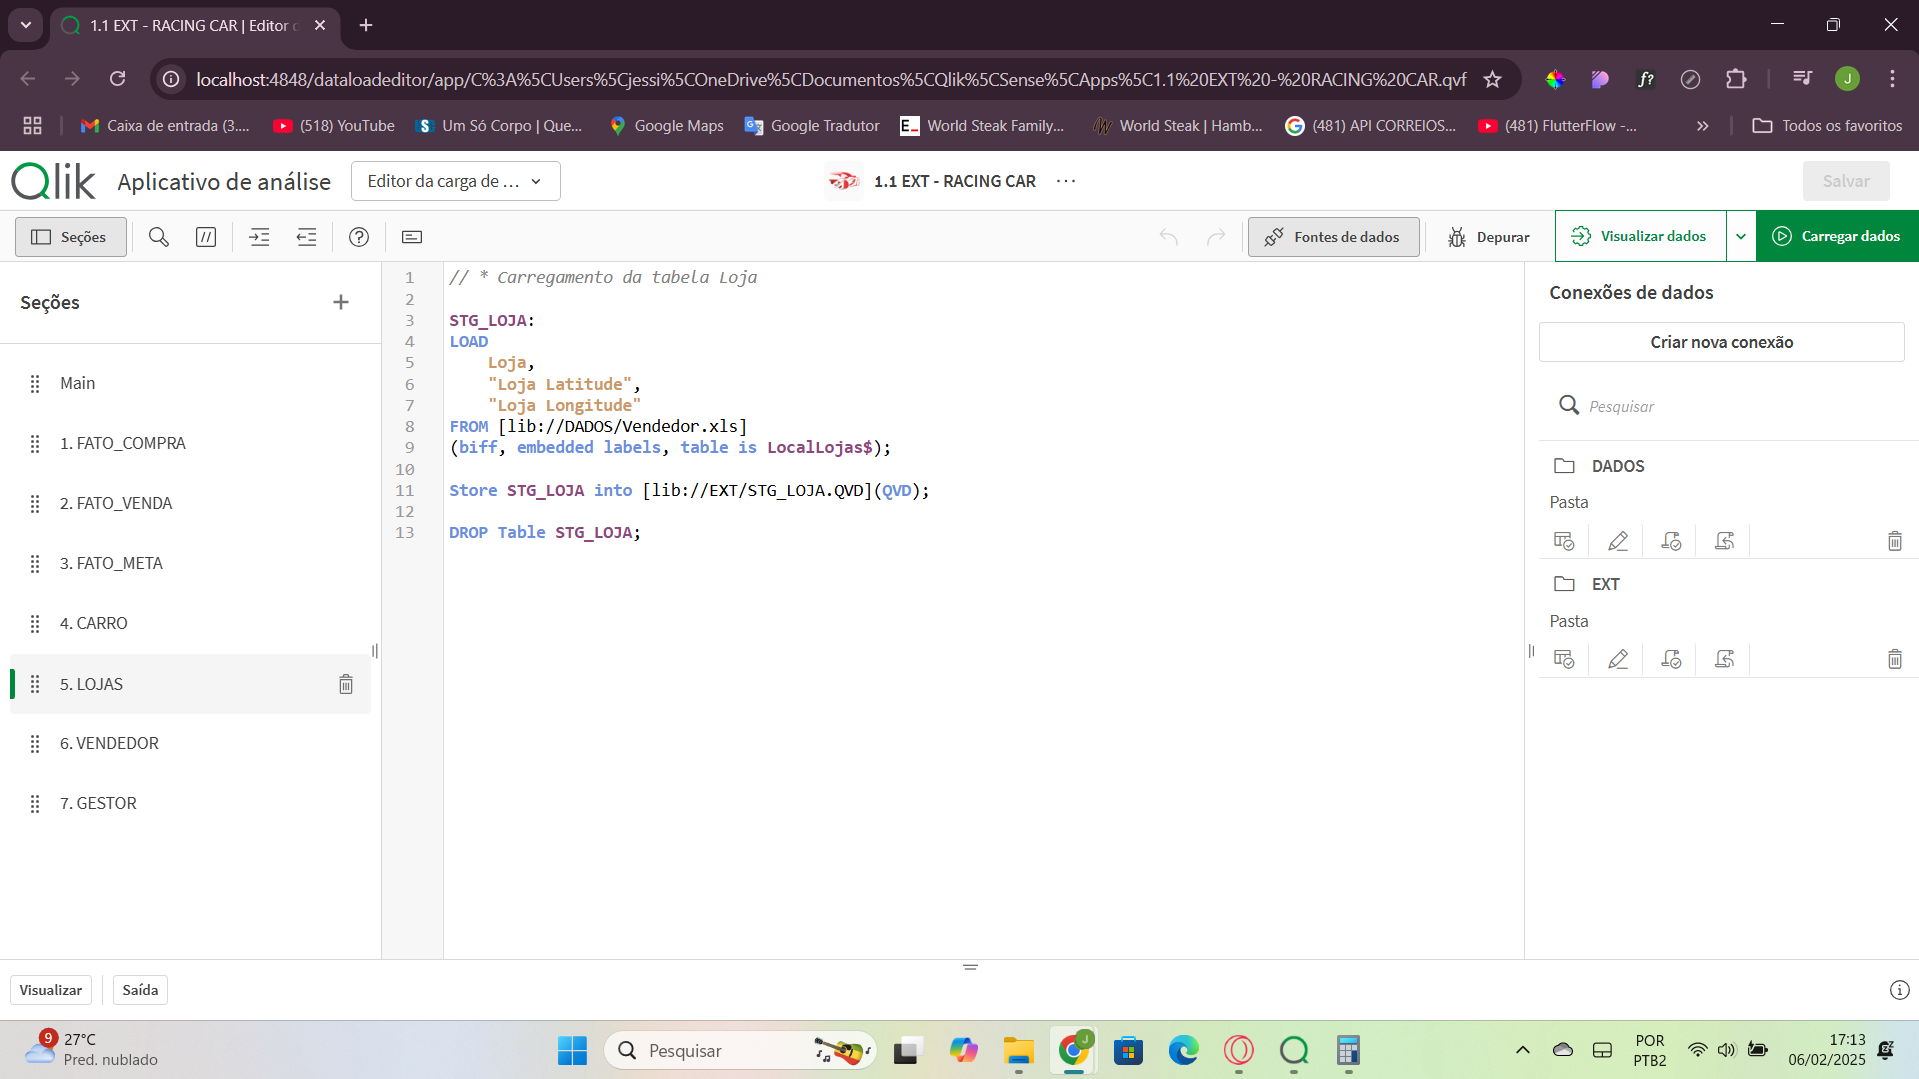 1.1 EXT - RACING CAR | Editor d
localhost:4848/dataloadeditor/app/C%3A%5CUsers%5Cjessi%5COneDrive%5CDocumentos%5CQlik%5CSense%5CApps%5C1.1%20EXT%20-%20RACING%20CAR.qvf
f?
J
Caixa de entrada (3....
(518) YouTube
Um Só Corpo | Que...
Google Maps
Google Tradutor
World Steak Family...
World Steak | Hamb...
(481) API CORREIOS...
(481) FlutterFlow -...
Todos os favoritos
Qlik
Aplicativo de análise
Editor da carga de ...
1.1 EXT - RACING CAR
Salvar
Seções
Fontes de dados
Depurar
Visualizar dados
Carregar dados
Seções
Main
1. FATO_COMPRA
2. FATO_VENDA
3. FATO_META
4. CARRO
5. LOJAS
6. VENDEDOR
7. GESTOR
1 // * Carregamento da tabela Loja
2
3 STG_LOJA:
4 LOAD
5 Loja,
6 "Loja Latitude",
7 "Loja Longitude"
8 FROM [lib://DADOS/Vendedor.xls]
9 (biff, embedded labels, table is LocalLojas$);
10
11 Store STG_LOJA into [lib://EXT/STG_LOJA.QVD](QVD);
12
13 DROP Table STG_LOJA;
Conexões de dados
Criar nova conexão
Pesquisar
DADOS
Pasta
EXT
Pasta
Visualizar
Saída
9
27°C
Pred. nublado
Pesquisar
J
POR
PTB2
17:13
06/02/2025